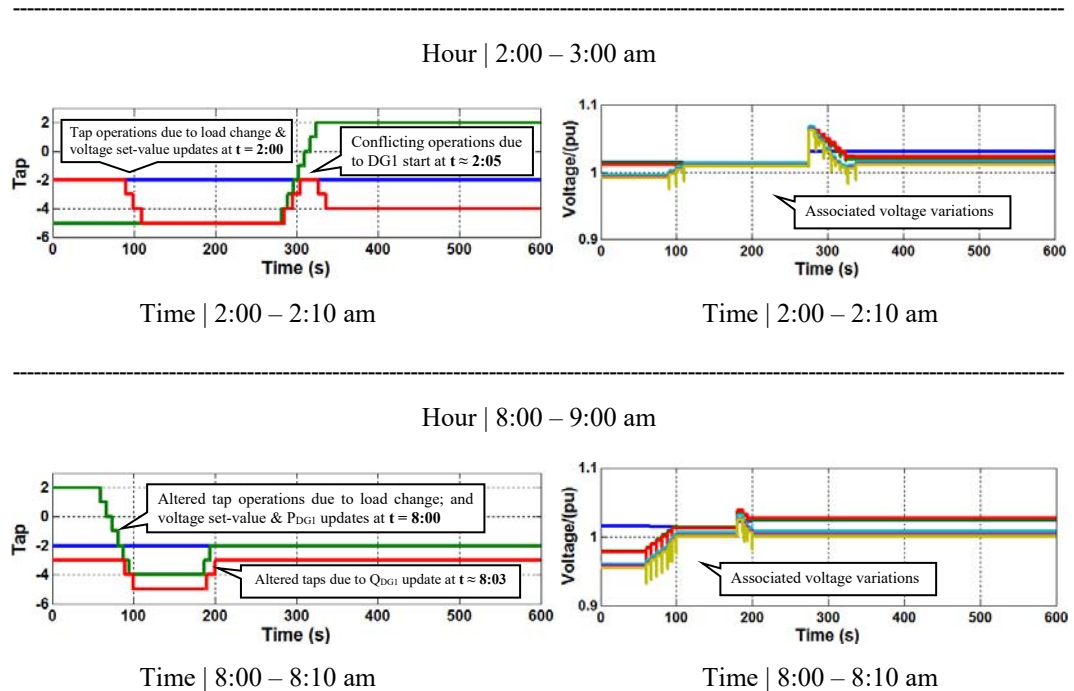 Hour | 2:00 – 3:00 am
Tap
2
0
-2
-4
-6
Tap operations due to load change &
voltage set-value updates at t = 2:00
Conflicting operations due
to DG1 start at t ≈ 2:05
0 100 200 300 400 500 600
Time (s)
Time | 2:00 – 2:10 am
Voltage/(pu)
1.1
1
0.9
Associated voltage variations
0 100 200 300 400 500 600
Time (s)
Time | 2:00 – 2:10 am
Hour | 8:00 – 9:00 am
Tap
2
0
-2
-4
-6
Altered tap operations due to load change; and
voltage set-value & PDG1 updates at t = 8:00
Altered taps due to QDG1 update at t ≈ 8:03
0 100 200 300 400 500 600
Time (s)
Time | 8:00 – 8:10 am
Voltage/(pu)
1.1
1
0.9
Associated voltage variations
0 100 200 300 400 500 600
Time (s)
Time | 8:00 – 8:10 am